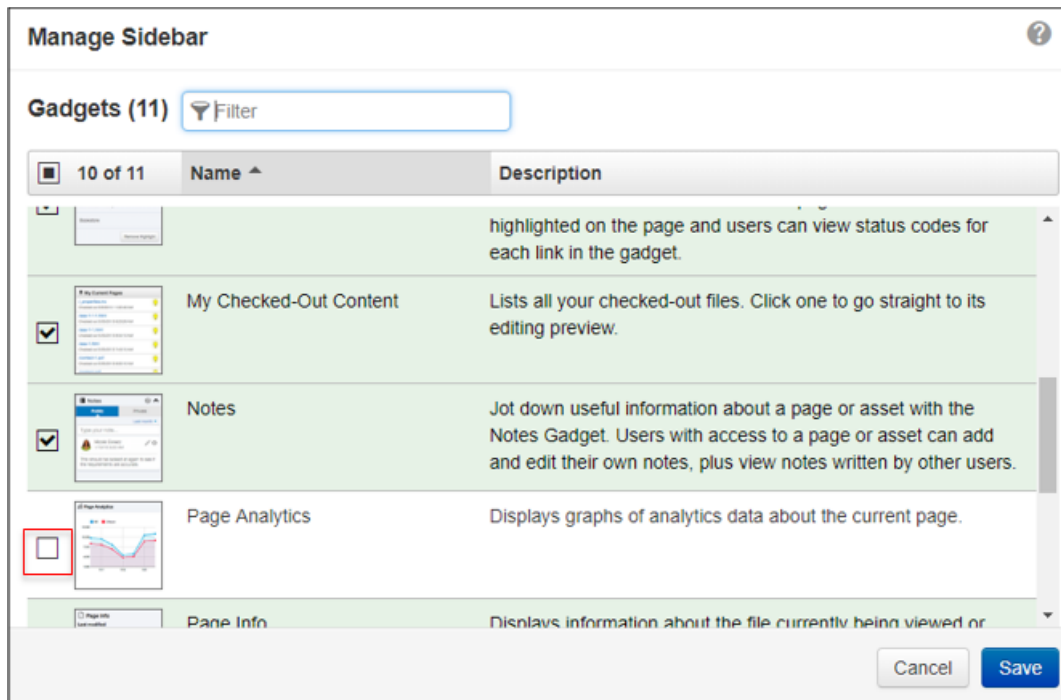 Manage Sidebar
Gadgets (11) Filter
10 of 11 Name Description
highlighted on the page and users can view status codes for
each link in the gadget.
My Checked-Out Content Lists all your checked-out files. Click one to go straight to its
editing preview.
Notes Jot down useful information about a page or asset with the
Notes Gadget. Users with access to a page or asset can add
and edit their own notes, plus view notes written by other users.
Page Analytics Displays graphs of analytics data about the current page.
Page Info Displays information about the file currently being viewed or
Cancel Save